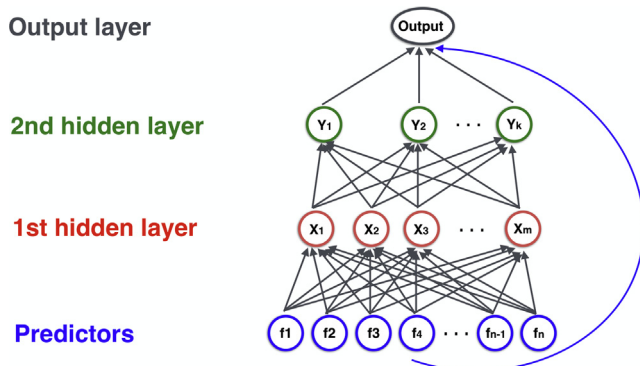 Output layer
Output
2nd hidden layer
Y1 Y2 ... Yk
1st hidden layer
X1 X2 X3 ... Xm
Predictors
f1 f2 f3 f4 ... fn-1 fn